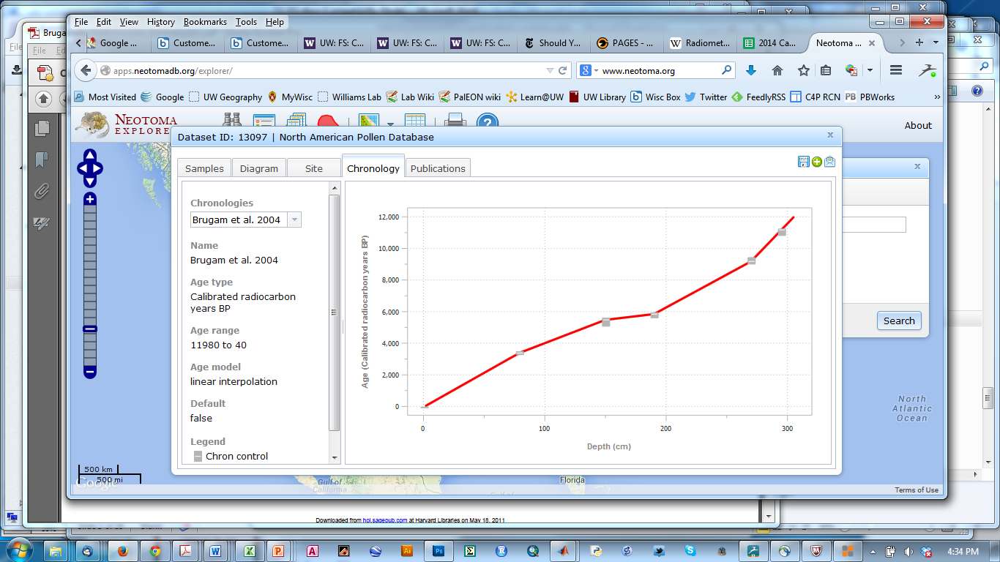 Brugam
File
Edit
View
History
Bookmarks
Tools
Help
Google ...
Custome...
Custome...
UW: FS: C...
UW: FS: C...
UW: FS: C...
Should Y...
PAGES - ...
Radiomet...
2014 Ca...
Neotoma ...
apps.neotomadb.org/explorer/
www.neotoma.org
Most Visited
Google
UW Geography
MyWisc
Williams Lab
Lab Wiki
PalEON wiki
Learn@UW
UW Library
Wisc Box
Twitter
FeedlyRSS
C4P RCN
PBWorks
NEOTOMA
EXPLORE
About
Dataset ID: 13097 | North American Pollen Database
Samples
Diagram
Site
Chronology
Publications
Chronologies
Brugam et al. 2004
Name
Brugam et al. 2004
Age type
Calibrated radiocarbon
years BP
Age range
11980 to 40
Age model
linear interpolation
Default
false
Legend
Chron control
Age (Calibrated radiocarbon years BP)
12,000
10,000
8,000
6,000
4,000
2,000
0
0
100
200
300
Depth (cm)
Search
North
Atlantic
Ocean
500 km
500 mi
Google
Gulf of
California
Florida
Gulf of
Terms of Use
Downloaded from hol.sagepub.com at Harvard Libraries on May 18, 2011
4:34 PM